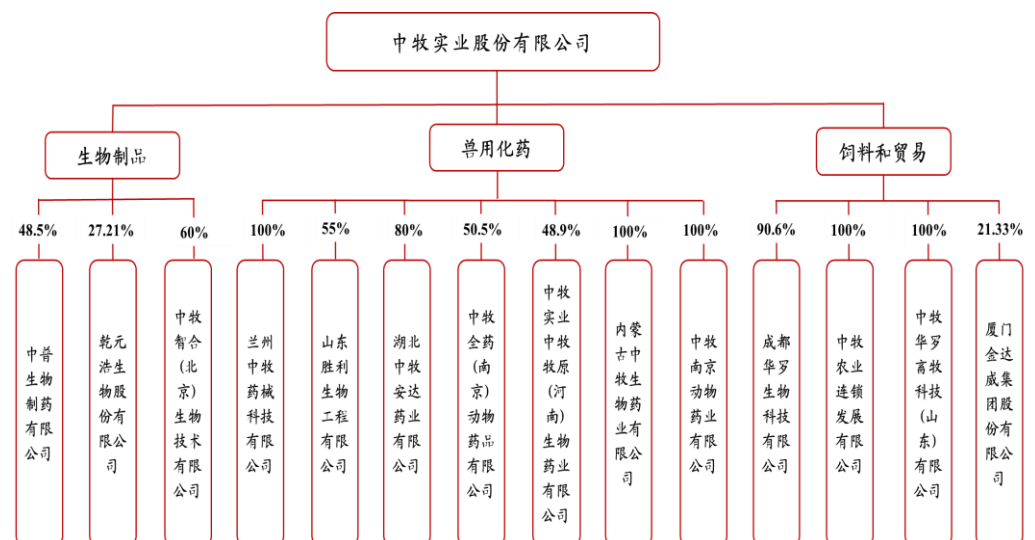 中牧实业股份有限公司
生物制品
兽用化药
饲料和贸易
48.5%
27.21%
60%
100%
55%
80%
50.5%
48.9%
100%
100%
90.6%
100%
100%
21.33%
中普
生物
制药
有限
公司
乾元
浩生
物股
份有
限公
司
中牧
智合
(北
京)
生物
技术
有限
公司
兰州
中牧
药械
科技
有限
公司
山东
胜利
生物
工程
有限
公司
湖北
中牧
安达
药业
有限
公司
中牧
全药
(南
京)
动物
药品
有限
公司
中牧
实业
中牧
牧原
(河
南)
生物
药业
有限
公司
内蒙
古中
牧生
物药
业有
限公
司
中牧
南京
动物
药业
有限
公司
成都
华罗
生物
科技
有限
公司
中牧
农业
连锁
发展
有限
公司
中牧
华罗
畜牧
科技
(山
东)
有限
公司
厦门
金达
威集
团股
份有
限公
司